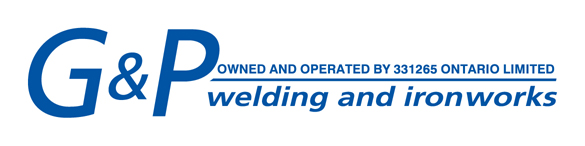 G&P
OWNED AND OPERATED BY 331265 ONTARIO LIMITED
welding and ironworks